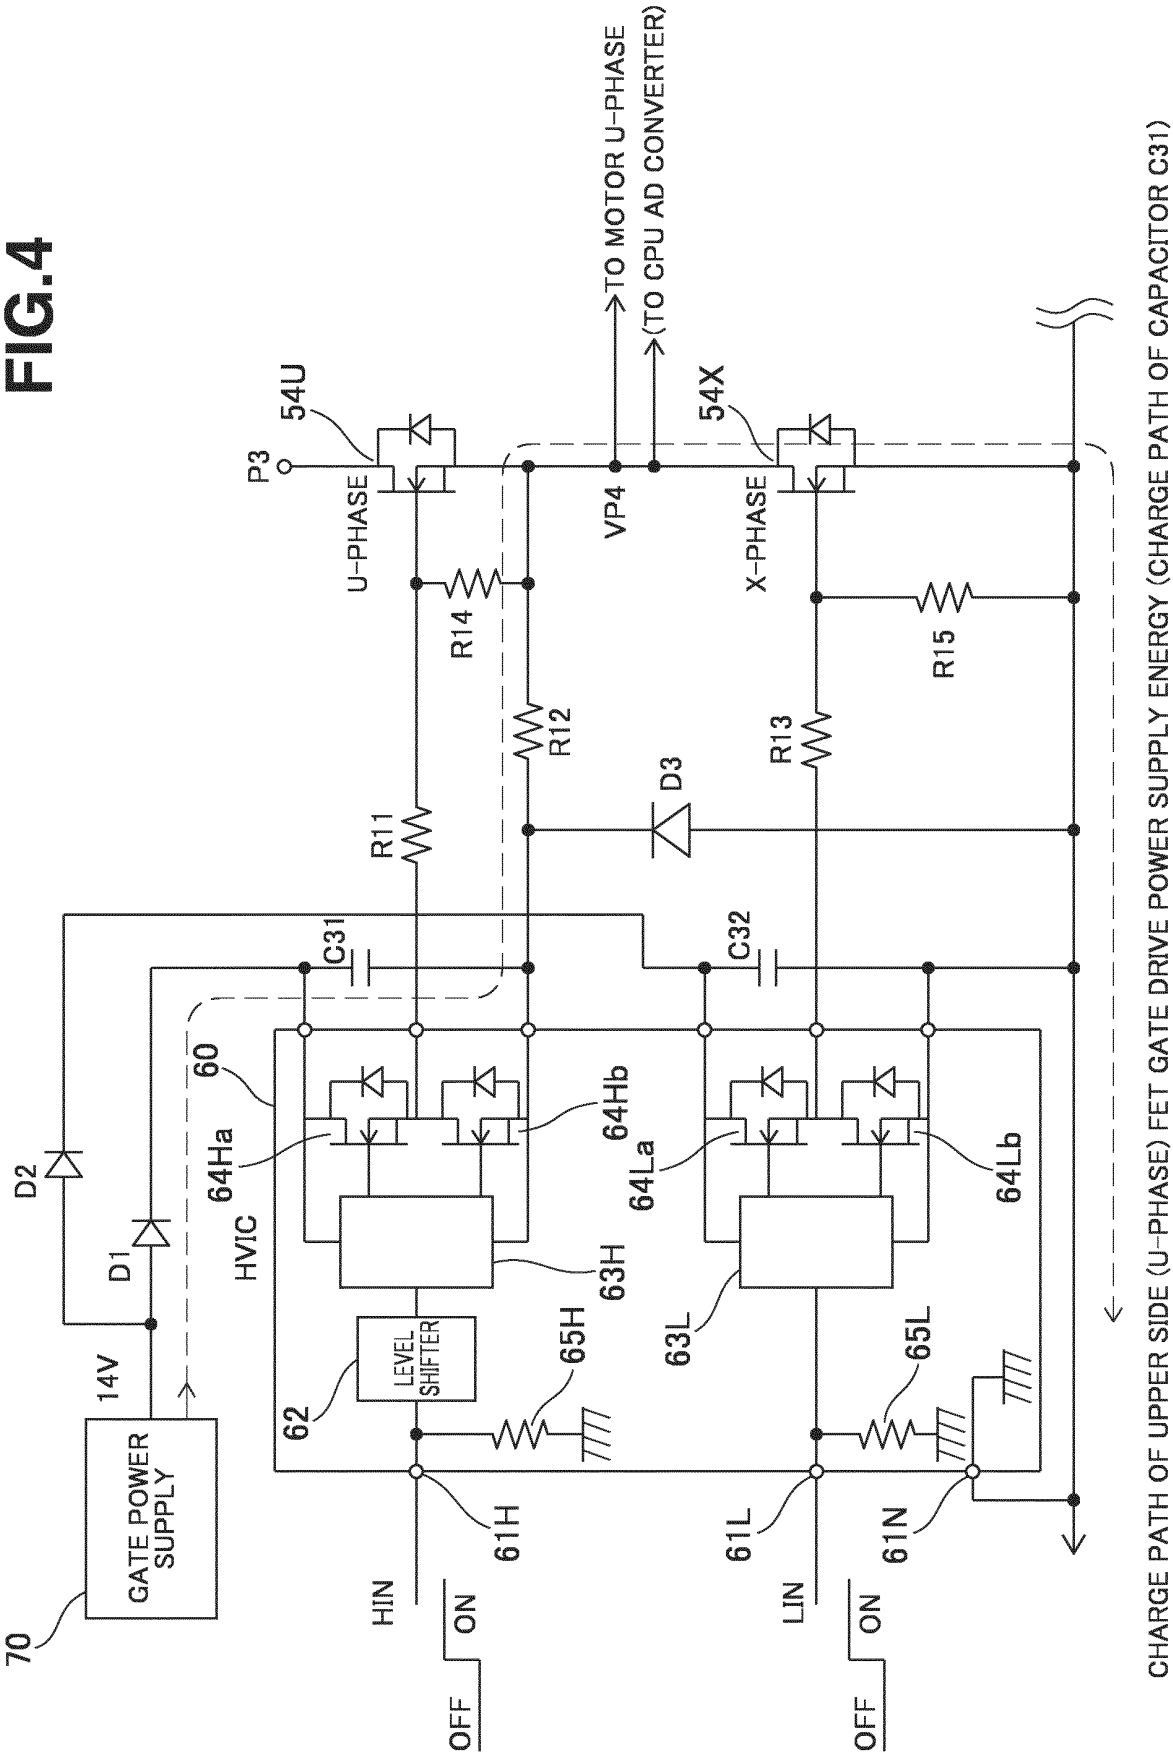 FIG.4
70
GATE POWER
SUPPLY
14V
D1
D2
HVIC
60
64Ha
C31
R11
U-PHASE
P3
54U
HIN
OFF
ON
61H
62
LEVEL
SHIFTER
65H
63H
64Hb
R14
R12
D3
VP4
TO MOTOR U-PHASE
(TO CPU AD CONVERTER)
LIN
OFF
ON
61L
63L
64La
C32
R13
X-PHASE
54X
61N
65L
64Lb
R15
CHARGE PATH OF UPPER SIDE (U-PHASE) FET GATE DRIVE POWER SUPPLY ENERGY (CHARGE PATH OF CAPACITOR C31)